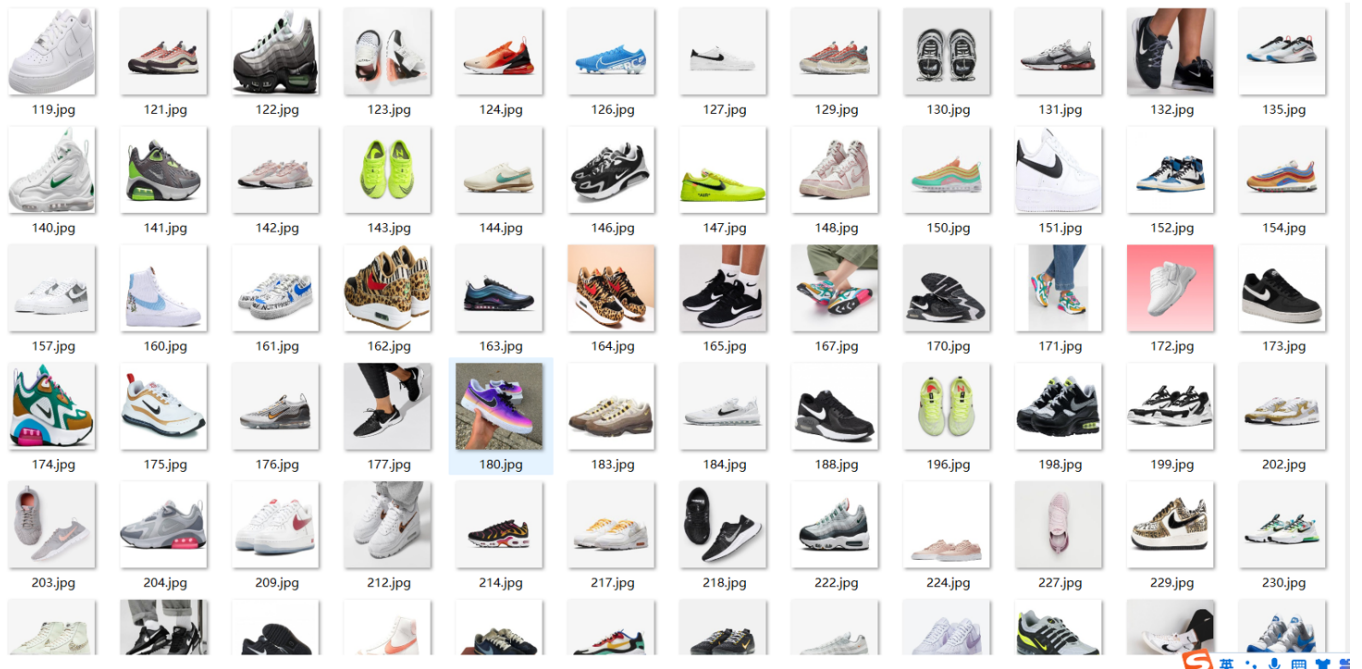 119.jpg 121.jpg 122.jpg 123.jpg 124.jpg 126.jpg 127.jpg 129.jpg 130.jpg 131.jpg 132.jpg 135.jpg
140.jpg 141.jpg 142.jpg 143.jpg 144.jpg 146.jpg 147.jpg 148.jpg 150.jpg 151.jpg 152.jpg 154.jpg
157.jpg 160.jpg 161.jpg 162.jpg 163.jpg 164.jpg 165.jpg 167.jpg 170.jpg 171.jpg 172.jpg 173.jpg
174.jpg 175.jpg 176.jpg 177.jpg 180.jpg 183.jpg 184.jpg 188.jpg 196.jpg 198.jpg 199.jpg 202.jpg
203.jpg 204.jpg 209.jpg 212.jpg 214.jpg 217.jpg 218.jpg 222.jpg 224.jpg 227.jpg 229.jpg 230.jpg
S 英